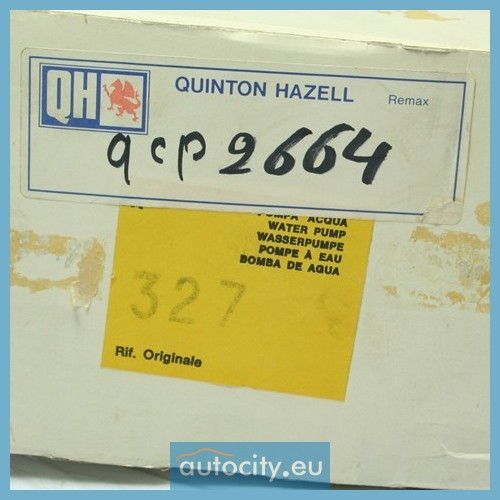 QH
QUINTON HAZELL
Remax
qcp 2664
POMPA ACQUA
WATER PUMP
WASSERPUMPE
POMPE À EAU
BOMBA DE AGUA
327
Rif. Originale
autocity.eu